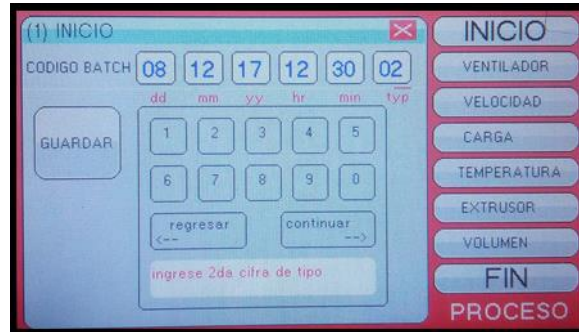 (1) INICIO
CODIGO BATCH 08 12 17 12 30 02
dd mm yy hr min typ
GUARDAR
1 2 3 4 5
6 7 8 9 0
regresar
<--
continuar
-->
ingrese 2da cifra de tipo
INICIO
VENTILADOR
VELOCIDAD
CARGA
TEMPERATURA
EXTRUSOR
VOLUMEN
FIN
PROCESO